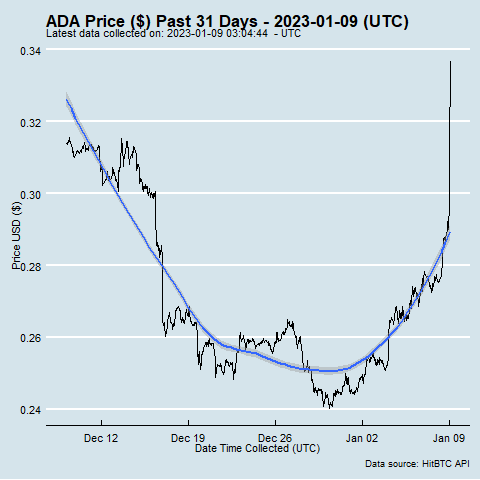 ADA Price ($) Past 31 Days - 2023-01-09 (UTC)
Latest data collected on: 2023-01-09 03:04:44 - UTC
0.34
0.32
0.30
0.28
0.26
0.24
Price USD ($)
Dec 12
Dec 19
Dec 26
Jan 02
Jan 09
Date Time Collected (UTC)
Data source: HitBTC API